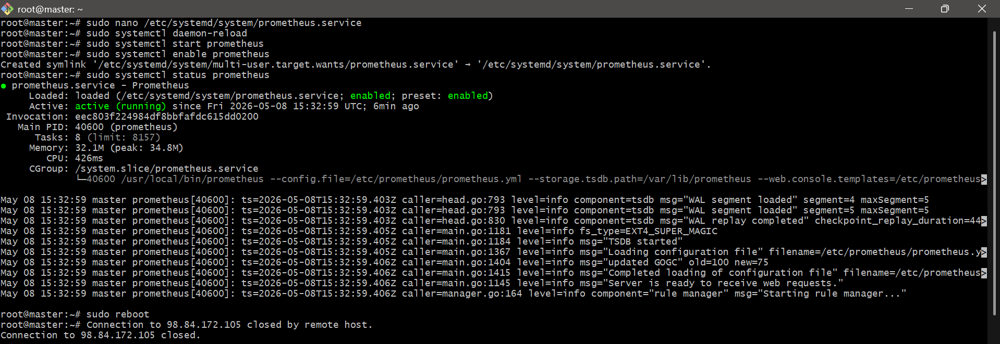 root@master: ~
root@master:~# sudo nano /etc/systemd/system/prometheus.service
root@master:~# sudo systemctl daemon-reload
root@master:~# sudo systemctl start prometheus
root@master:~# sudo systemctl enable prometheus
Created symlink '/etc/systemd/system/multi-user.target.wants/prometheus.service' → '/etc/systemd/system/prometheus.service'.
root@master:~# sudo systemctl status prometheus
● prometheus.service - Prometheus
     Loaded: loaded (/etc/systemd/system/prometheus.service; enabled; preset: enabled)
     Active: active (running) since Fri 2026-05-08 15:32:59 UTC; 6min ago
 Invocation: eec803f224984df8bbfafdc615dd0200
   Main PID: 40600 (prometheus)
      Tasks: 8 (limit: 8157)
     Memory: 32.1M (peak: 34.8M)
        CPU: 426ms
     CGroup: /system.slice/prometheus.service
             └─40600 /usr/local/bin/prometheus --config.file=/etc/prometheus/prometheus.yml --storage.tsdb.path=/var/lib/prometheus --web.console.templates=/etc/prometheus>
May 08 15:32:59 master prometheus[40600]: ts=2026-05-08T15:32:59.403Z caller=head.go:793 level=info component=tsdb msg="WAL segment loaded" segment=4 maxSegment=5
May 08 15:32:59 master prometheus[40600]: ts=2026-05-08T15:32:59.403Z caller=head.go:793 level=info component=tsdb msg="WAL segment loaded" segment=5 maxSegment=5
May 08 15:32:59 master prometheus[40600]: ts=2026-05-08T15:32:59.403Z caller=head.go:830 level=info component=tsdb msg="WAL replay completed" checkpoint_replay_duration=44>
May 08 15:32:59 master prometheus[40600]: ts=2026-05-08T15:32:59.405Z caller=main.go:1181 level=info fs_type=EXT4_SUPER_MAGIC
May 08 15:32:59 master prometheus[40600]: ts=2026-05-08T15:32:59.405Z caller=main.go:1184 level=info msg="TSDB started"
May 08 15:32:59 master prometheus[40600]: ts=2026-05-08T15:32:59.405Z caller=main.go:1367 level=info msg="Loading configuration file" filename=/etc/prometheus/prometheus.y>
May 08 15:32:59 master prometheus[40600]: ts=2026-05-08T15:32:59.406Z caller=main.go:1404 level=info msg="updated GOGC" old=100 new=75
May 08 15:32:59 master prometheus[40600]: ts=2026-05-08T15:32:59.406Z caller=main.go:1415 level=info msg="Completed loading of configuration file" filename=/etc/prometheus>
May 08 15:32:59 master prometheus[40600]: ts=2026-05-08T15:32:59.406Z caller=main.go:1145 level=info msg="Server is ready to receive web requests."
May 08 15:32:59 master prometheus[40600]: ts=2026-05-08T15:32:59.406Z caller=manager.go:164 level=info component="rule manager" msg="Starting rule manager..."
root@master:~# sudo reboot
root@master:~# Connection to 98.84.172.105 closed by remote host.
Connection to 98.84.172.105 closed.